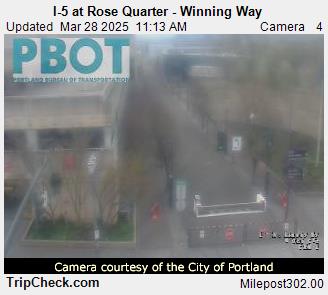 I-5 at Rose Quarter - Winning Way
Updated Mar 28 2025 11:13 AM Camera 4
PBOT
PORTLAND BUREAU OF TRANSPORTATION
Camera courtesy of the City of Portland
TripCheck.com Milepost302.00